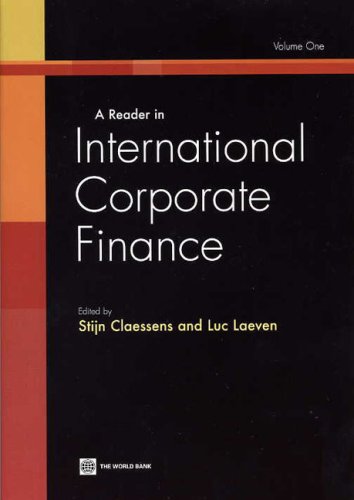 Volume One
A Reader in
International
Corporate
Finance
Edited by
Stijn Claessens and Luc Laeven
THE WORLD BANK